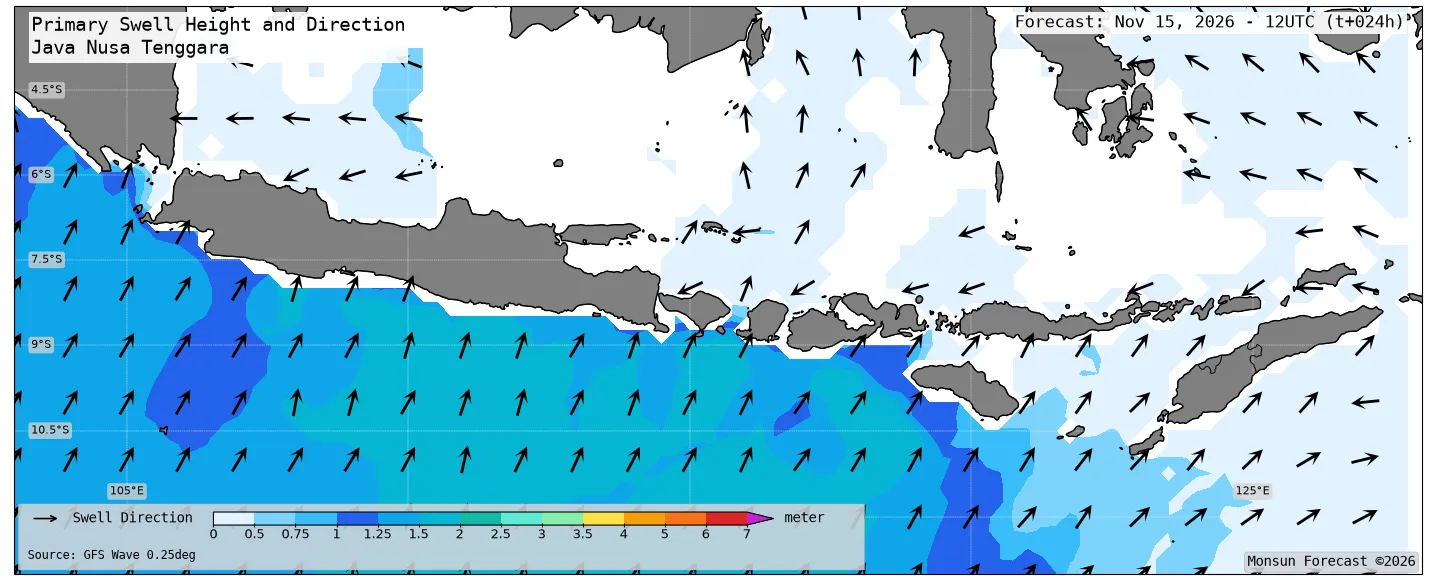 Primary Swell Height and Direction
Java Nusa Tenggara
Forecast: Nov 15, 2026 - 12UTC (t+024h)
4.5°S
6°S
7.5°S
9°S
10.5°S
105°E
125°E
Swell Direction
0 0.5 0.75 1 1.25 1.5 2 2.5 3 3.5 4 5 6 7
meter
Source: GFS Wave 0.25deg
Monsun Forecast ©2026